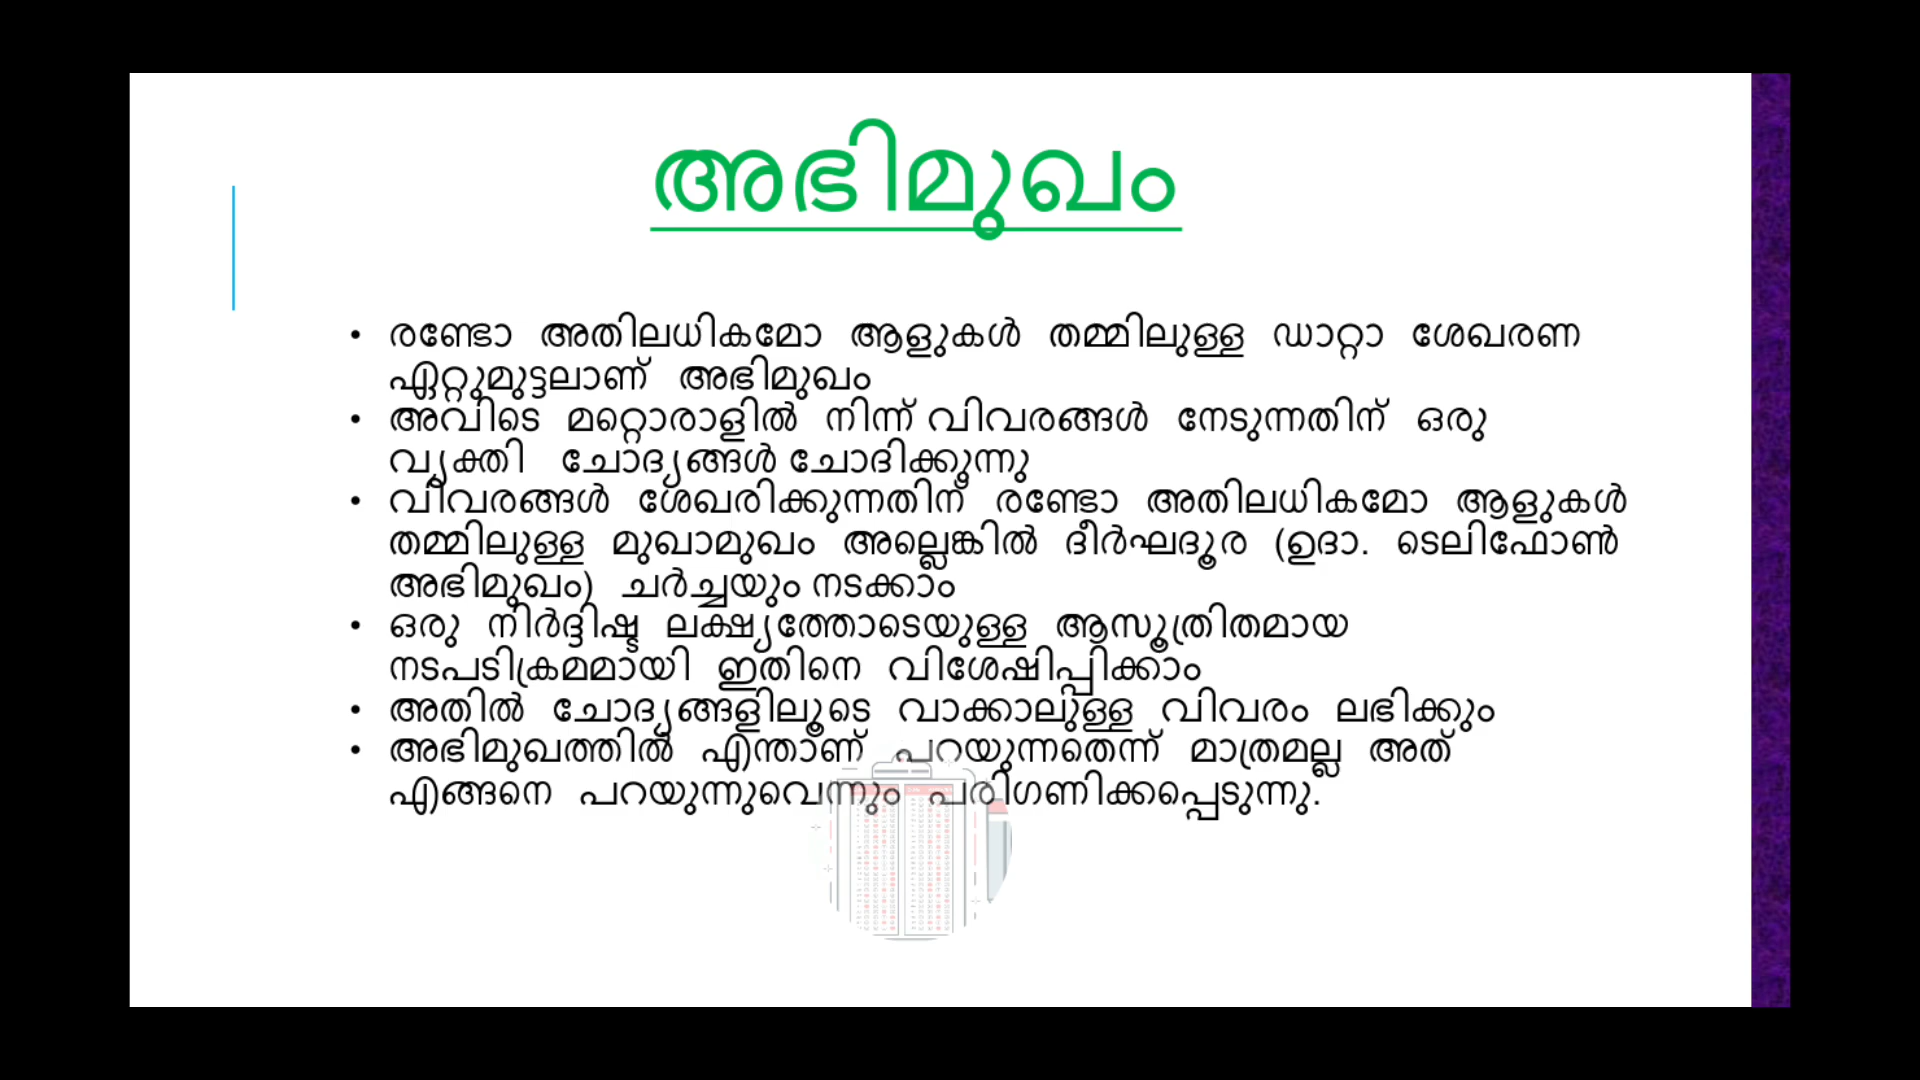 അഭിമുഖം
• രണ്ടോ അതിലധികമോ ആളുകൾ തമ്മിലുള്ള ഡാറ്റാ ശേഖരണ
ഏറ്റുമുട്ടലാണ് അഭിമുഖം
• അവിടെ മറ്റൊരാളിൽ നിന്ന് വിവരങ്ങൾ നേടുന്നതിന് ഒരു
വ്യക്തി ചോദ്യങ്ങൾ ചോദിക്കുന്നു
• വിവരങ്ങൾ ശേഖരിക്കുന്നതിന് രണ്ടോ അതിലധികമോ ആളുകൾ
തമ്മിലുള്ള മുഖാമുഖം അല്ലെങ്കിൽ ദീർഘദൂര (ഉദാ. ടെലിഫോൺ
അഭിമുഖം) ചർച്ചയും നടക്കാം
• ഒരു നിർദ്ദിഷ്ട ലക്ഷ്യത്തോടെയുള്ള ആസൂത്രിതമായ
നടപടിക്രമമായി ഇതിനെ വിശേഷിപ്പിക്കാം
• അതിൽ ചോദ്യങ്ങളിലൂടെ വാക്കാലുള്ള വിവരം ലഭിക്കും
• അഭിമുഖത്തിൽ എന്താണ് പറയുന്നതെന്ന് മാത്രമല്ല അത്
എങ്ങനെ പറയുന്നുവെന്നും പരിഗണിക്കപ്പെടുന്നു.